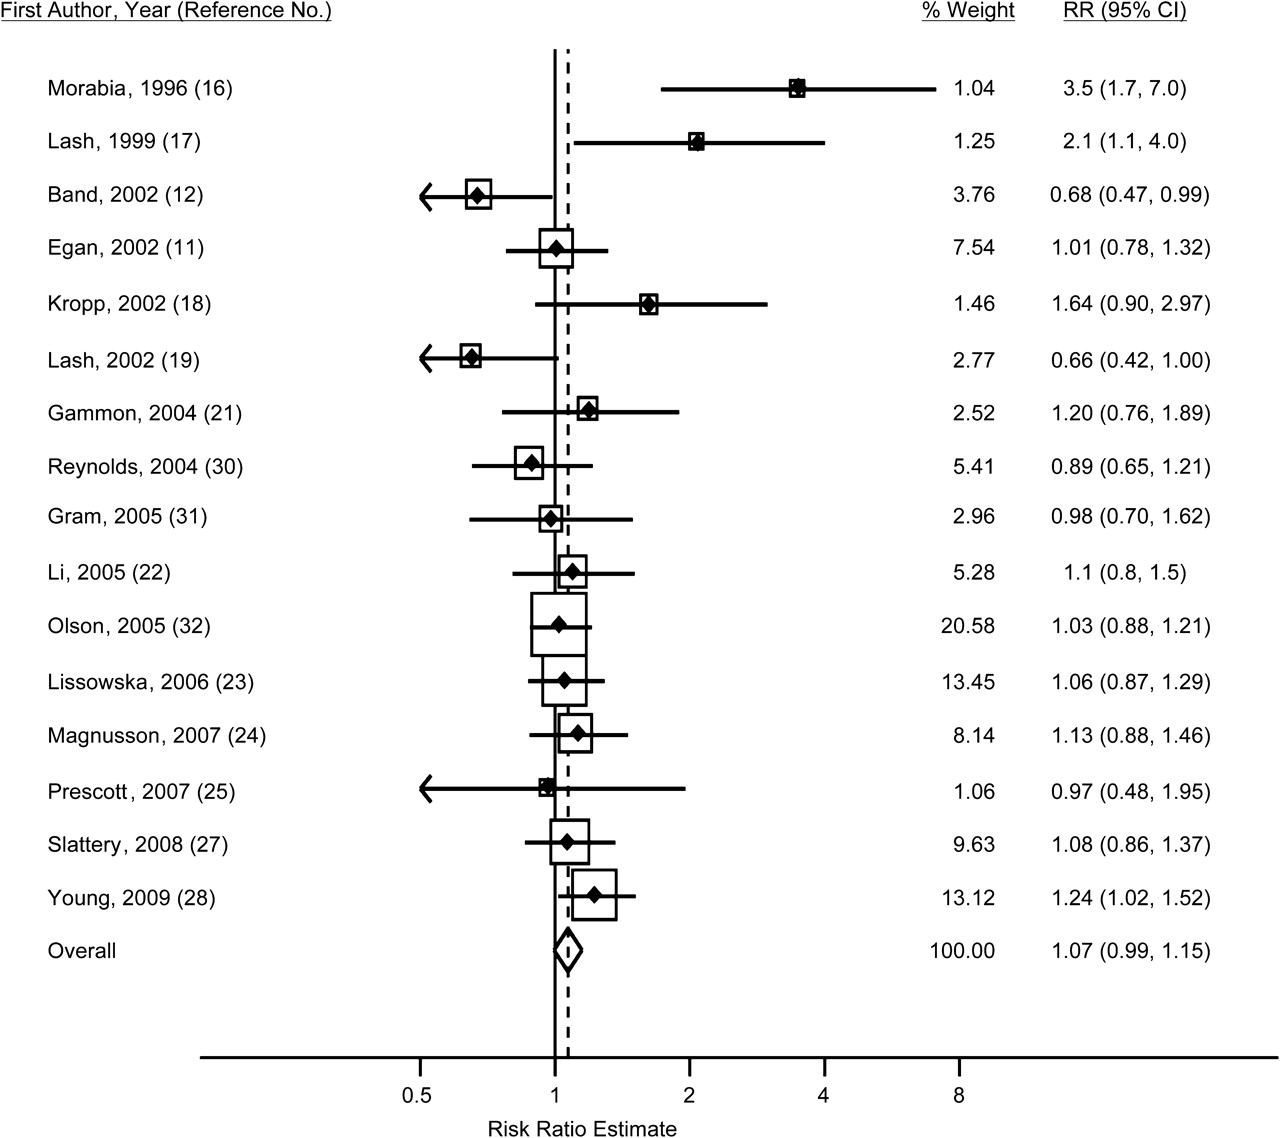 First Author, Year (Reference No.) % Weight RR (95% CI)
Morabia, 1996 (16) 1.04 3.5 (1.7, 7.0)
Lash, 1999 (17) 1.25 2.1 (1.1, 4.0)
Band, 2002 (12) 3.76 0.68 (0.47, 0.99)
Egan, 2002 (11) 7.54 1.01 (0.78, 1.32)
Kropp, 2002 (18) 1.46 1.64 (0.90, 2.97)
Lash, 2002 (19) 2.77 0.66 (0.42, 1.00)
Gammon, 2004 (21) 2.52 1.20 (0.76, 1.89)
Reynolds, 2004 (30) 5.41 0.89 (0.65, 1.21)
Gram, 2005 (31) 2.96 0.98 (0.70, 1.62)
Li, 2005 (22) 5.28 1.1 (0.8, 1.5)
Olson, 2005 (32) 20.58 1.03 (0.88, 1.21)
Lissowska, 2006 (23) 13.45 1.06 (0.87, 1.29)
Magnusson, 2007 (24) 8.14 1.13 (0.88, 1.46)
Prescott, 2007 (25) 1.06 0.97 (0.48, 1.95)
Slattery, 2008 (27) 9.63 1.08 (0.86, 1.37)
Young, 2009 (28) 13.12 1.24 (1.02, 1.52)
Overall 100.00 1.07 (0.99, 1.15)
0.5 1 2 4 8
Risk Ratio Estimate